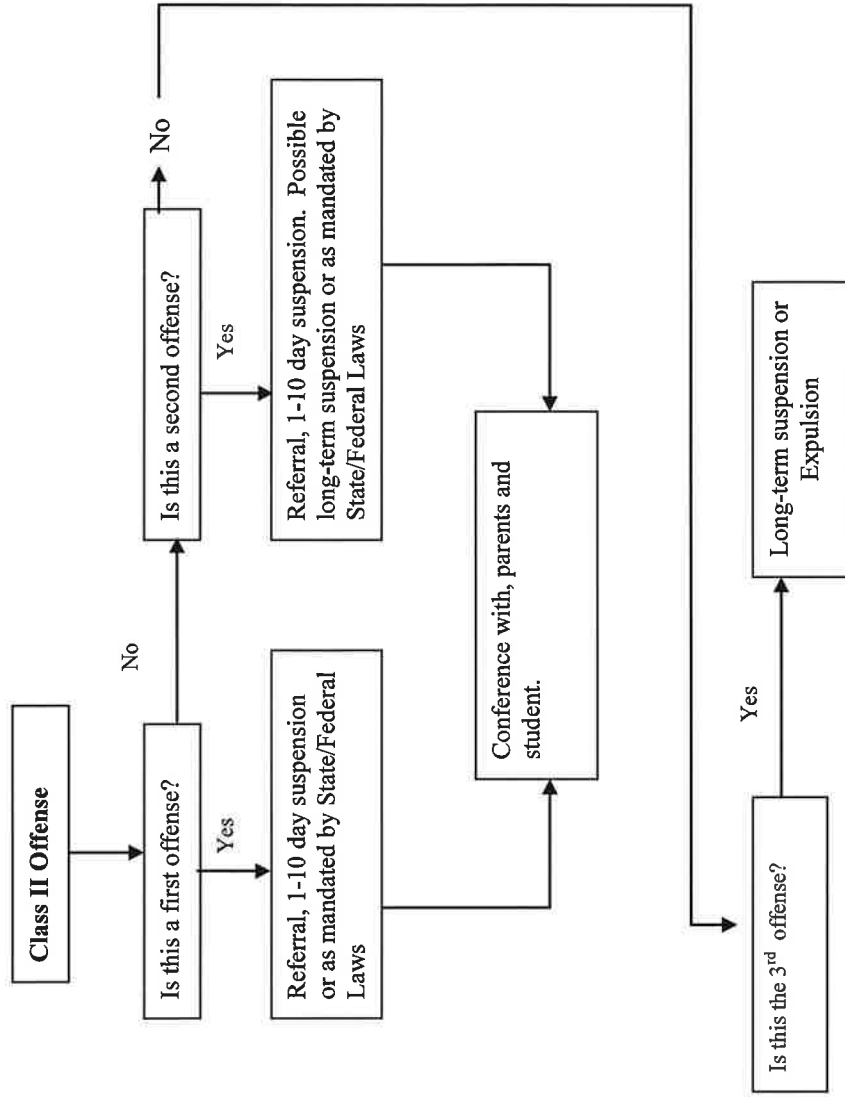 Class II Offense
Is this a first offense?
No
Is this a second offense?
No
Yes
Referral, 1-10 day suspension
or as mandated by State/Federal
Laws
Yes
Referral, 1-10 day suspension. Possible
long-term suspension or as mandated by
State/Federal Laws
Conference with, parents and
student.
Is this the 3rd offense?
Yes
Long-term suspension or
Expulsion